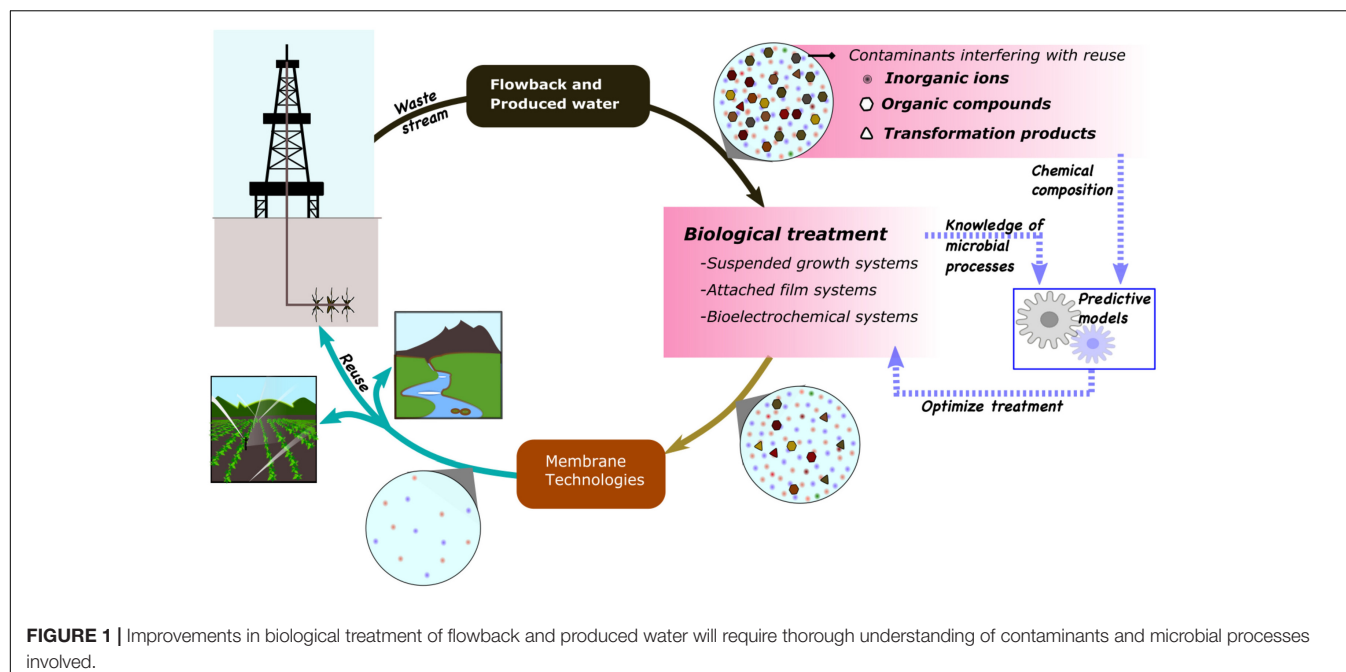 Waste
stream
Flowback and
Produced water
Contaminants interfering with reuse
Inorganic ions
Organic compounds
Transformation products
Chemical
composition
Biological treatment
-Suspended growth systems
-Attached film systems
-Bioelectrochemical systems
Knowledge of
microbial
processes
Predictive
models
Optimize treatment
Membrane
Technologies
Reuse
FIGURE 1 | Improvements in biological treatment of flowback and produced water will require thorough understanding of contaminants and microbial processes
involved.